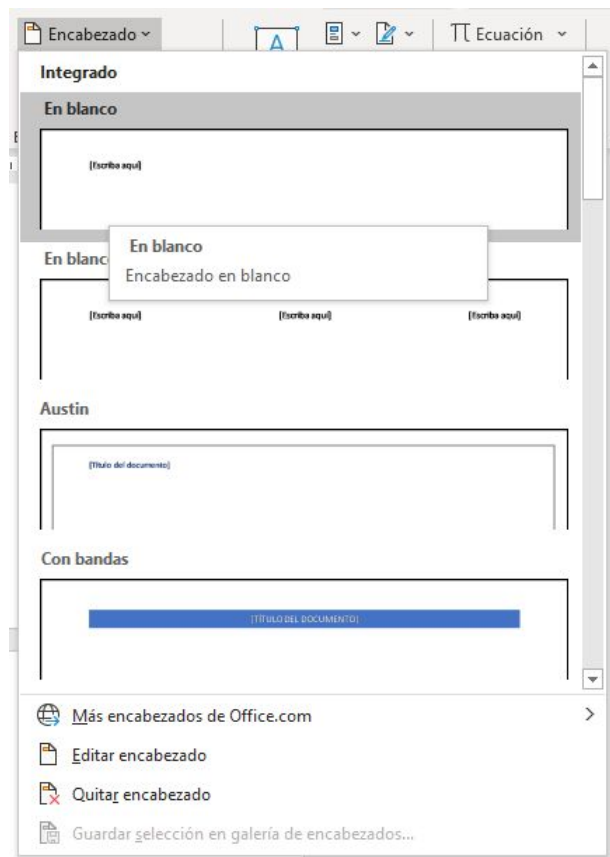 Encabezado
A
π Ecuación
Integrado
En blanco
[Escriba aquí]
En blanco
Encabezado en blanco
En blanc
[Escriba aquí] [Escriba aquí] [Escriba aquí]
Austin
[Título del documento]
Con bandas
[TÍTULO DEL DOCUMENTO]
Más encabezados de Office.com
Editar encabezado
Quitar encabezado
Guardar selección en galería de encabezados...